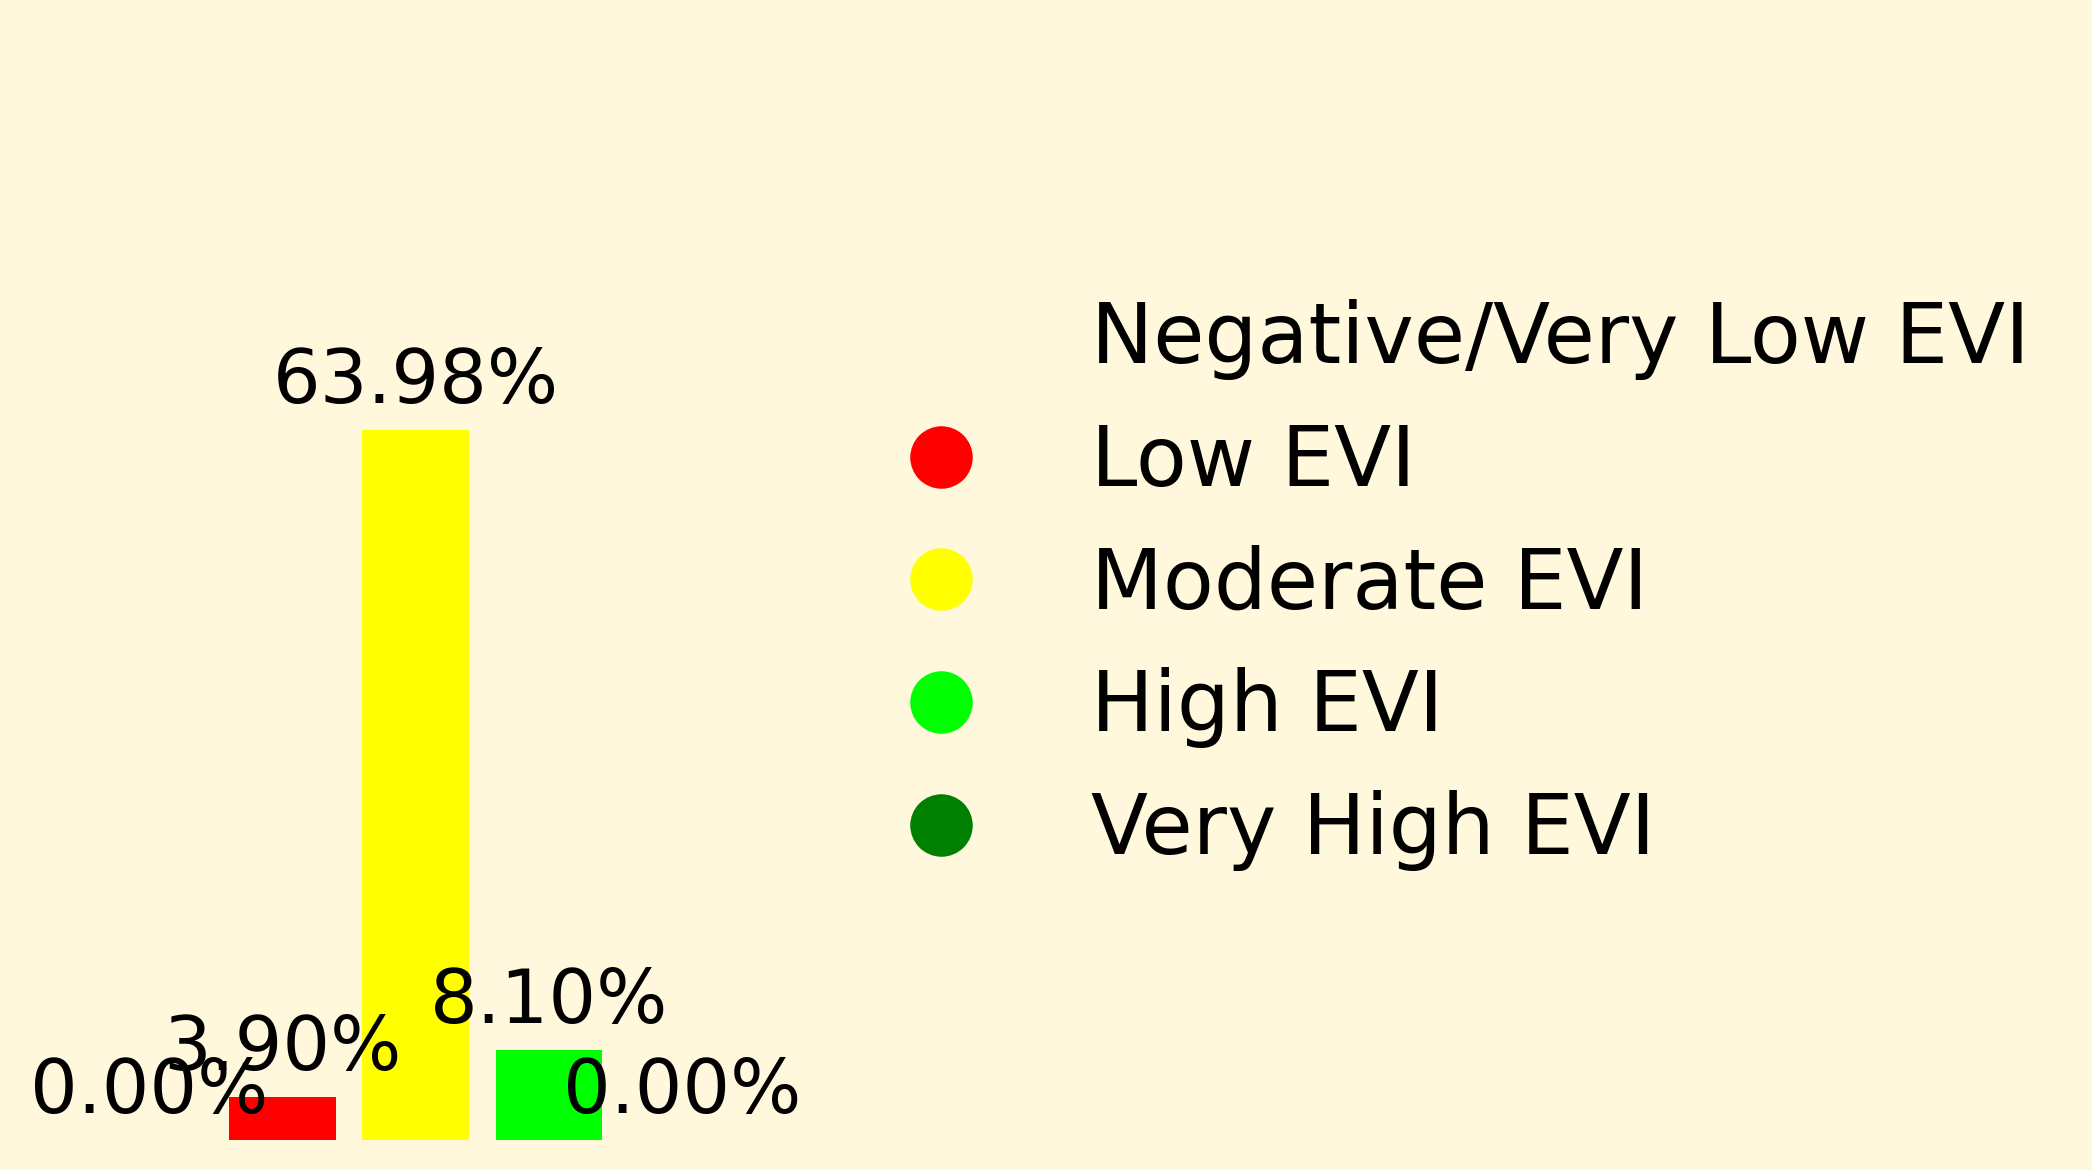 63.98%
8.10%
3.90%
0.00%
0.00%
Negative/Very Low EVI
Low EVI
Moderate EVI
High EVI
Very High EVI